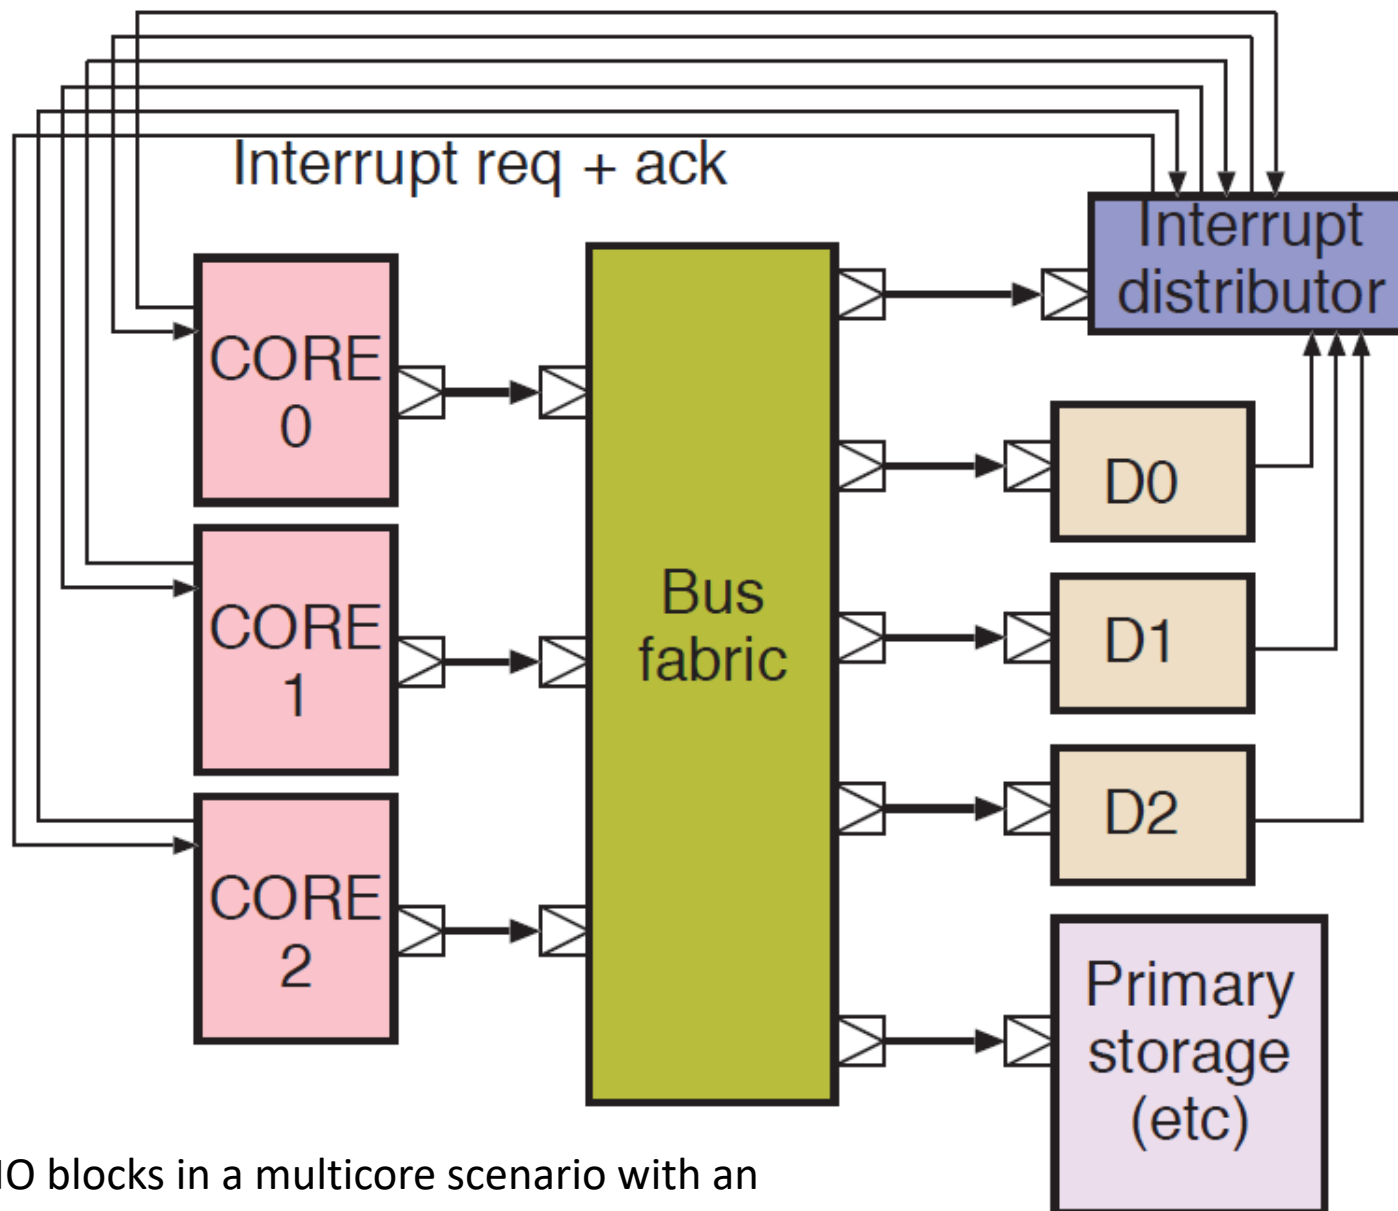 Interrupt req + ack
Interrupt
distributor
CORE
0
CORE
1
CORE
2
Bus
fabric
D0
D1
D2
Primary
storage
(etc)
IO blocks in a multicore scenario with an